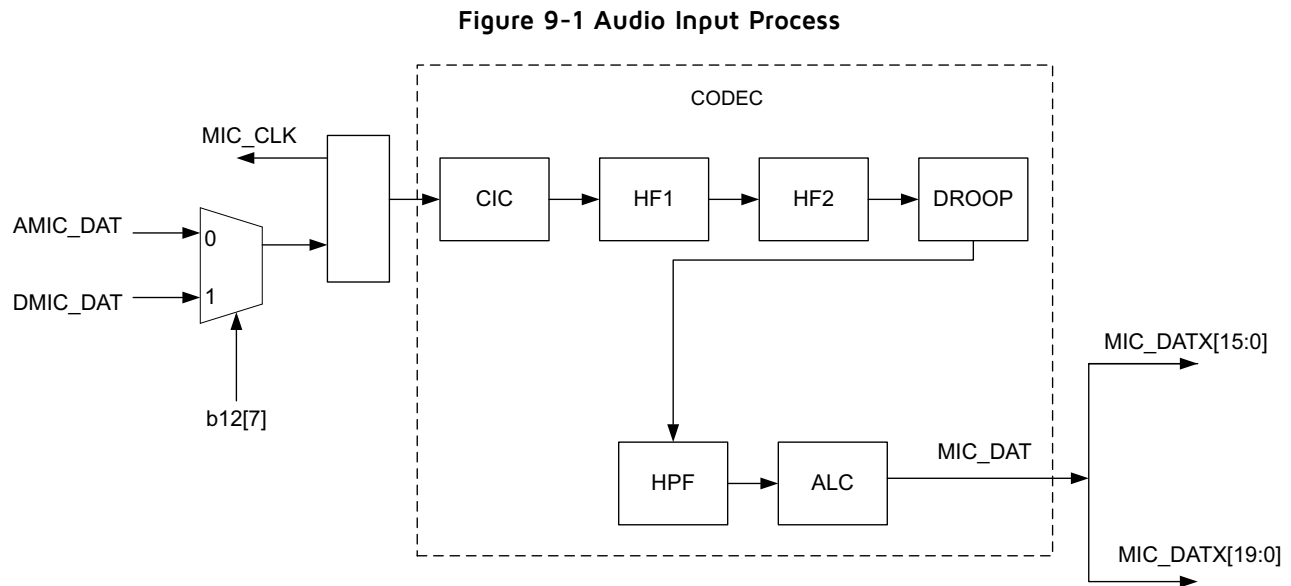 Figure 9-1 Audio Input Process
CODEC
MIC_CLK
CIC
HF1
HF2
DROOP
AMIC_DAT
0
DMIC_DAT
1
b12[7]
MIC_DATX[15:0]
HPF
ALC
MIC_DAT
MIC_DATX[19:0]